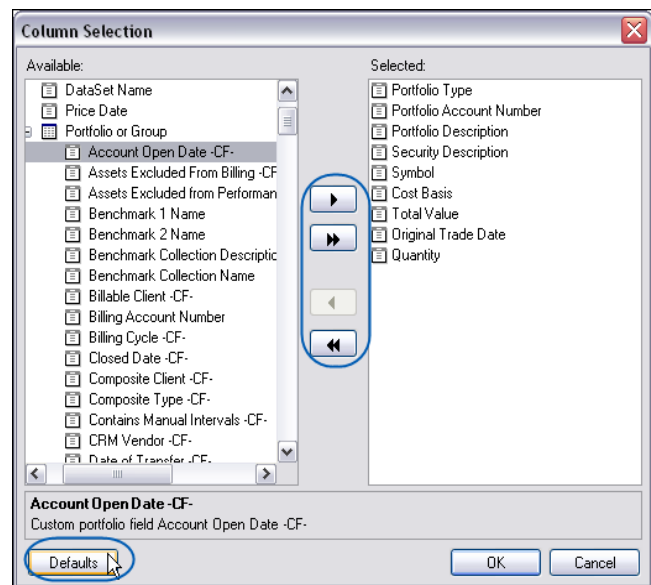 Column Selection
Available:
DataSet Name
Price Date
Portfolio or Group
Account Open Date -CF-
Assets Excluded From Billing -CF
Assets Excluded from Performan
Benchmark 1 Name
Benchmark 2 Name
Benchmark Collection Descriptic
Benchmark Collection Name
Billable Client -CF-
Billing Account Number
Billing Cycle -CF-
Closed Date -CF-
Composite Client -CF-
Composite Type -CF-
Contains Manual Intervals -CF-
CRM Vendor -CF-
Date of Transfer -CF-
Selected:
Portfolio Type
Portfolio Account Number
Portfolio Description
Security Description
Symbol
Cost Basis
Total Value
Original Trade Date
Quantity
Account Open Date -CF-
Custom portfolio field Account Open Date -CF-
Defaults
OK
Cancel